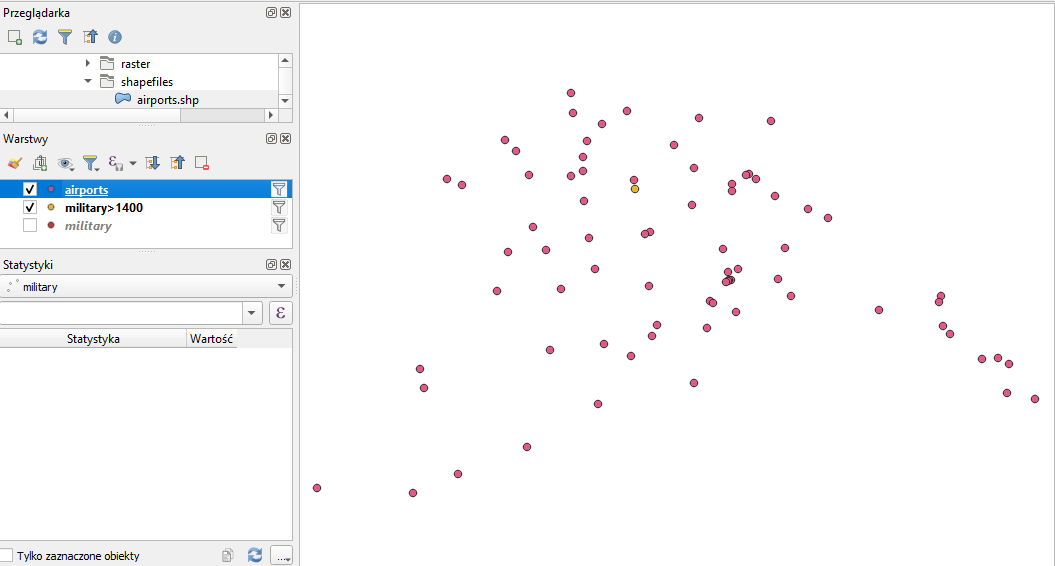 Przeglądarka
raster
shapefiles
airports.shp
Warstwy
airports
military>1400
military
Statystyki
military
ε
Statystyka Wartość
Tylko zaznaczone obiekty
...